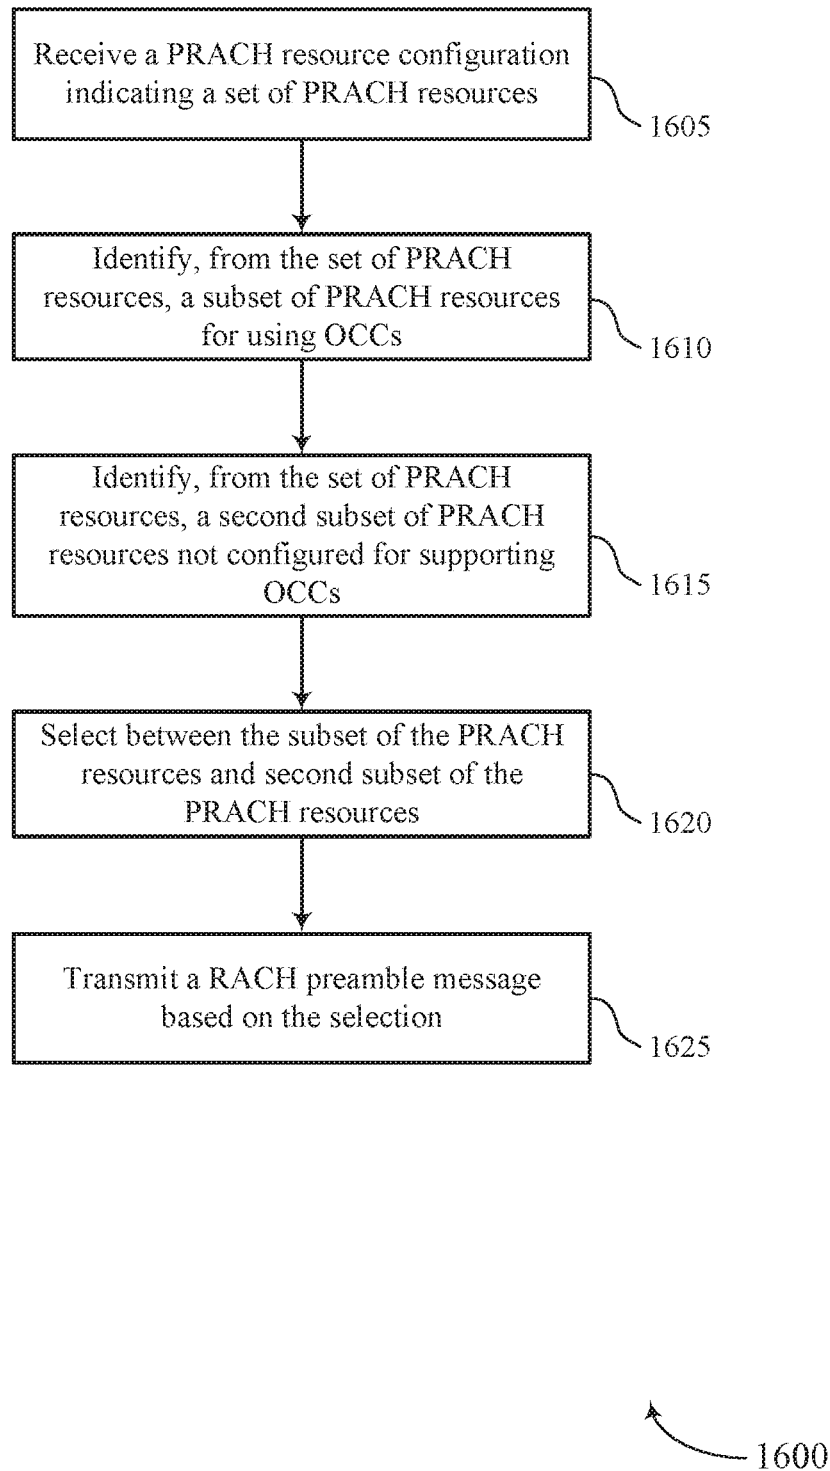 Receive a PRACH resource configuration
indicating a set of PRACH resources
1605
Identify, from the set of PRACH
resources, a subset of PRACH resources
for using OCCs
1610
Identify, from the set of PRACH
resources, a second subset of PRACH
resources not configured for supporting
OCCs
1615
Select between the subset of the PRACH
resources and second subset of the
PRACH resources
1620
Transmit a RACH preamble message
based on the selection
1625
1600